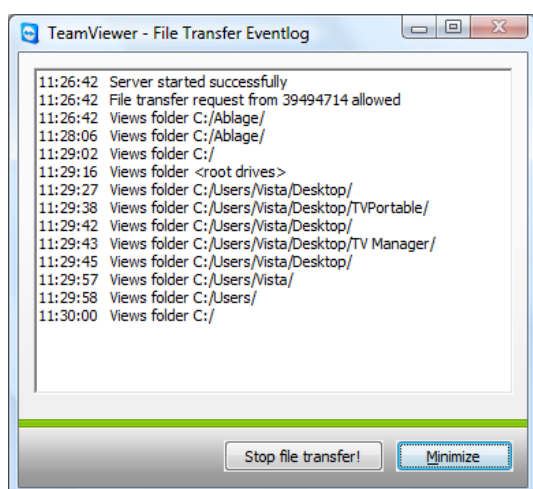 TeamViewer - File Transfer Eventlog
11:26:42 Server started successfully
11:26:42 File transfer request from 39494714 allowed
11:26:42 Views folder C:/Ablage/
11:28:06 Views folder C:/Ablage/
11:29:02 Views folder C:/
11:29:16 Views folder <root drives>
11:29:27 Views folder C:/Users/Vista/Desktop/
11:29:38 Views folder C:/Users/Vista/Desktop/TVPortable/
11:29:42 Views folder C:/Users/Vista/Desktop/
11:29:43 Views folder C:/Users/Vista/Desktop/TV Manager/
11:29:45 Views folder C:/Users/Vista/Desktop/
11:29:57 Views folder C:/Users/Vista/
11:29:58 Views folder C:/Users/
11:30:00 Views folder C:/
Stop file transfer! Minimize